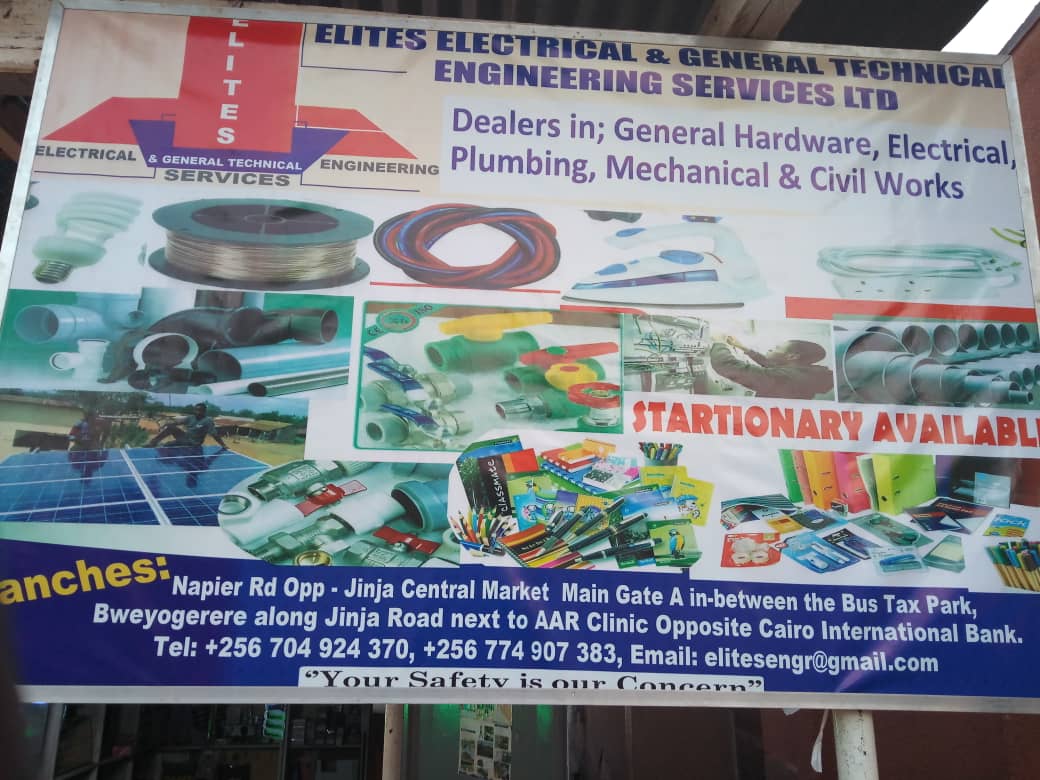 ELITES
ELECTRICAL
& GENERAL TECHNICAL
SERVICES
ENGINEERING
ELITES ELECTRICAL & GENERAL TECHNICAL
ENGINEERING SERVICES LTD
Dealers in; General Hardware, Electrical,
Plumbing, Mechanical & Civil Works
CE
ISO
STARTIONARY AVAILABL
CLASSMATE
anches:
Napier Rd Opp - Jinja Central Market Main Gate A in-between the Bus Tax Park,
Bweyogerere along Jinja Road next to AAR Clinic Opposite Cairo International Bank.
Tel: +256 704 924 370, +256 774 907 383, Email: elitesengr@gmail.com
"Your Safety is our Concern"